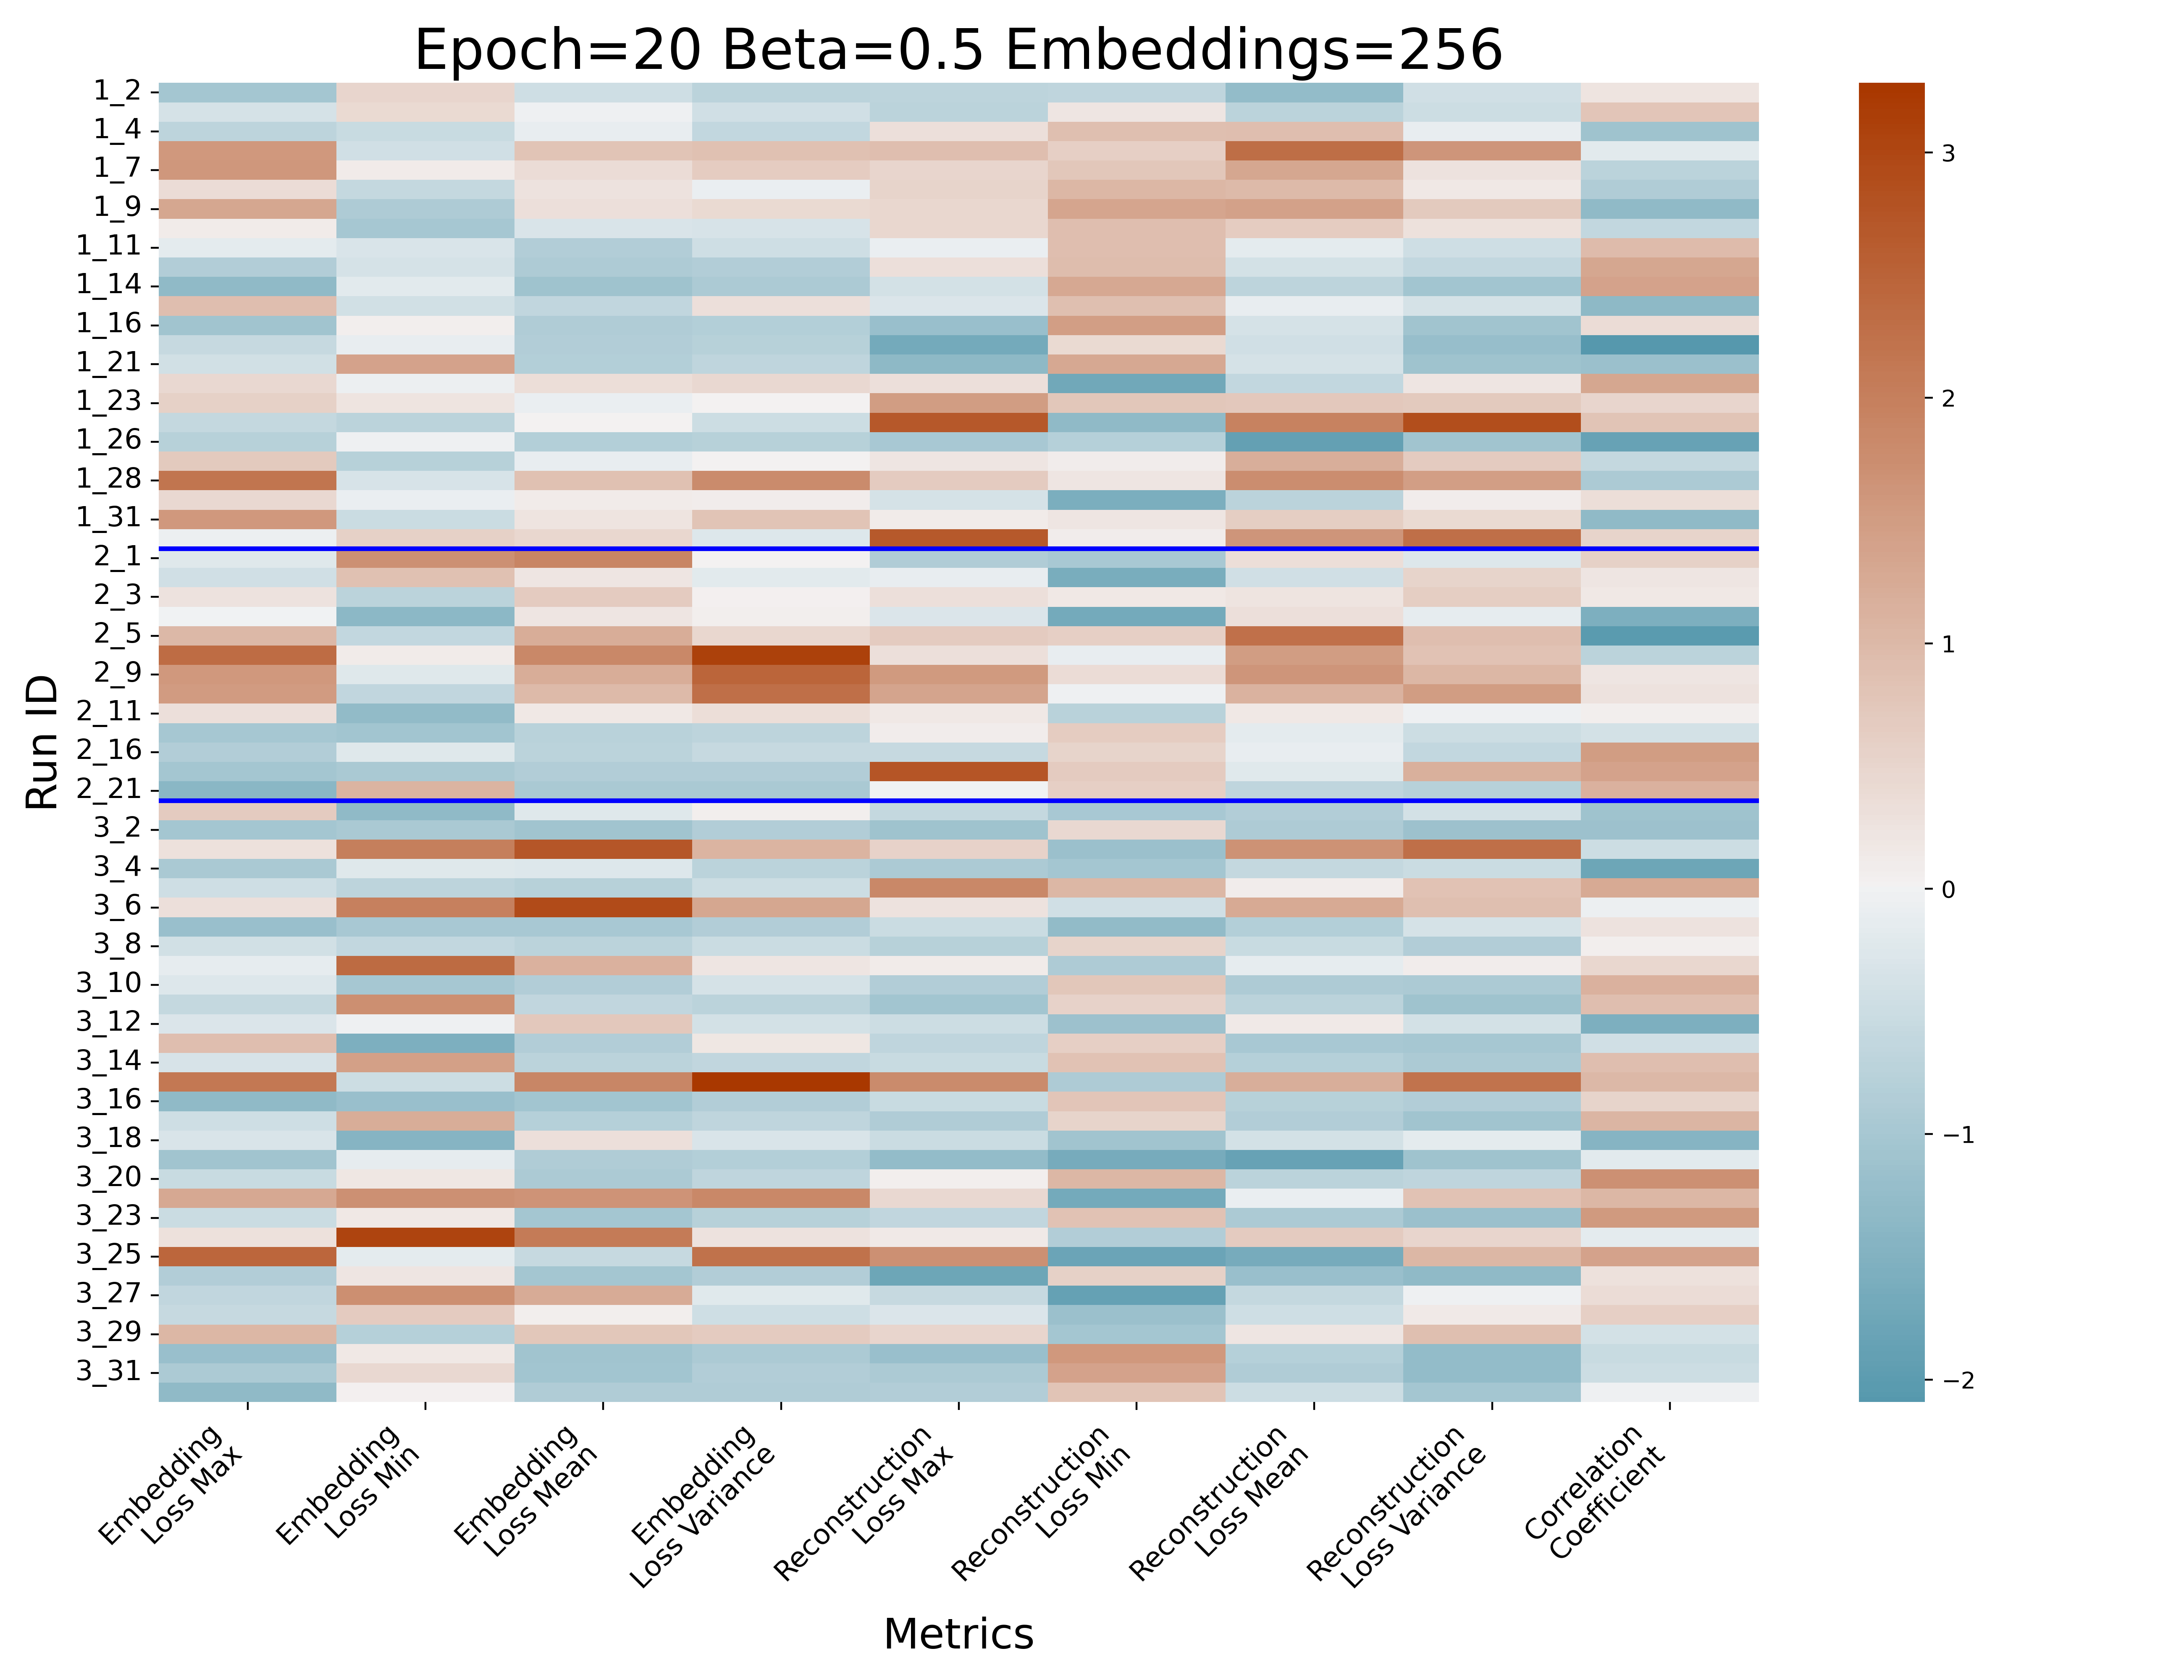 Epoch=20 Beta=0.5 Embeddings=256
Run ID
1_2
1_4
1_7
1_9
1_11
1_14
1_16
1_21
1_23
1_26
1_28
1_31
2_1
2_3
2_5
2_9
2_11
2_16
2_21
3_2
3_4
3_6
3_8
3_10
3_12
3_14
3_16
3_18
3_20
3_23
3_25
3_27
3_29
3_31
3
2
1
0
−1
−2
Embedding
Loss Max
Embedding
Loss Min
Embedding
Loss Mean
Embedding
Loss Variance
Reconstruction
Loss Max
Reconstruction
Loss Min
Reconstruction
Loss Mean
Reconstruction
Loss Variance
Correlation
Coefficient
Metrics